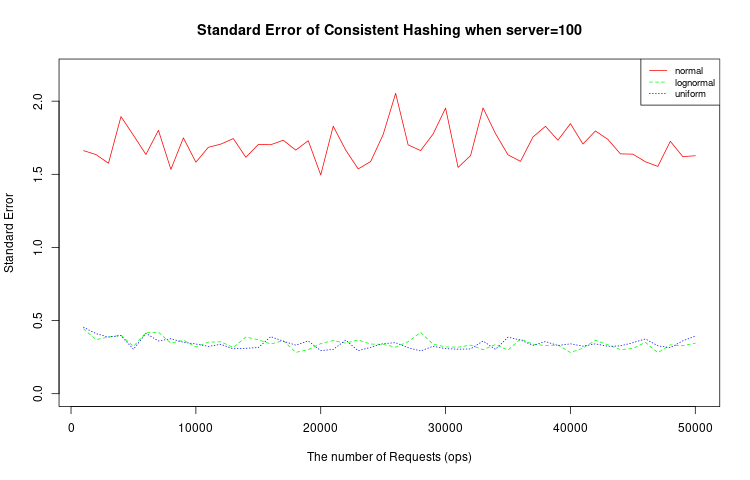 Standard Error of Consistent Hashing when server=100
normal
lognormal
uniform
Standard Error
2.0
1.5
1.0
0.5
0.0
0
10000
20000
30000
40000
50000
The number of Requests (ops)